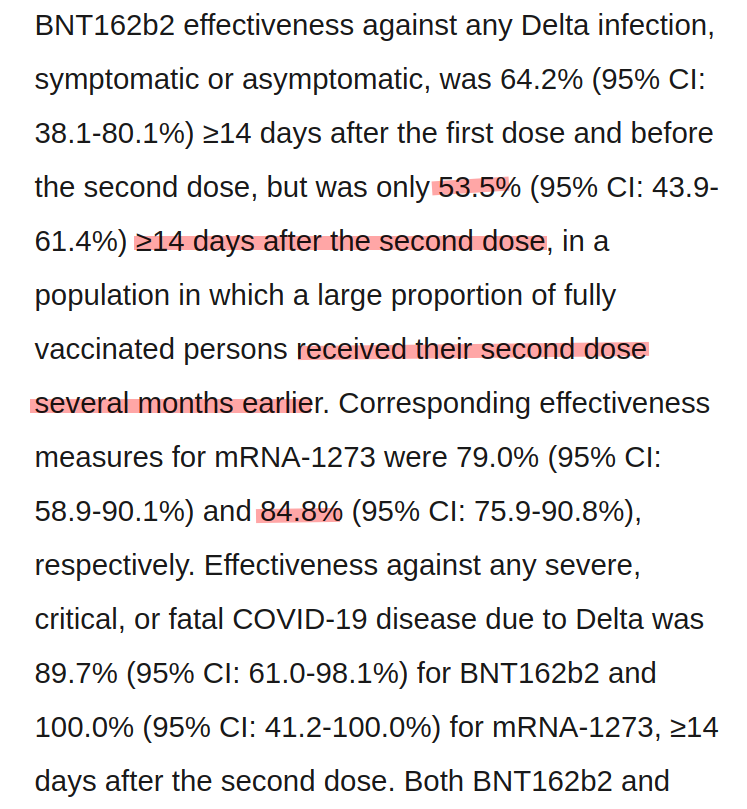 BNT162b2 effectiveness against any Delta infection,
symptomatic or asymptomatic, was 64.2% (95% CI:
38.1-80.1%) ≥14 days after the first dose and before
the second dose, but was only 53.5% (95% CI: 43.9-
61.4%) ≥14 days after the second dose, in a
population in which a large proportion of fully
vaccinated persons received their second dose
several months earlier. Corresponding effectiveness
measures for mRNA-1273 were 79.0% (95% CI:
58.9-90.1%) and 84.8% (95% CI: 75.9-90.8%),
respectively. Effectiveness against any severe,
critical, or fatal COVID-19 disease due to Delta was
89.7% (95% CI: 61.0-98.1%) for BNT162b2 and
100.0% (95% CI: 41.2-100.0%) for mRNA-1273, ≥14
days after the second dose. Both BNT162b2 and